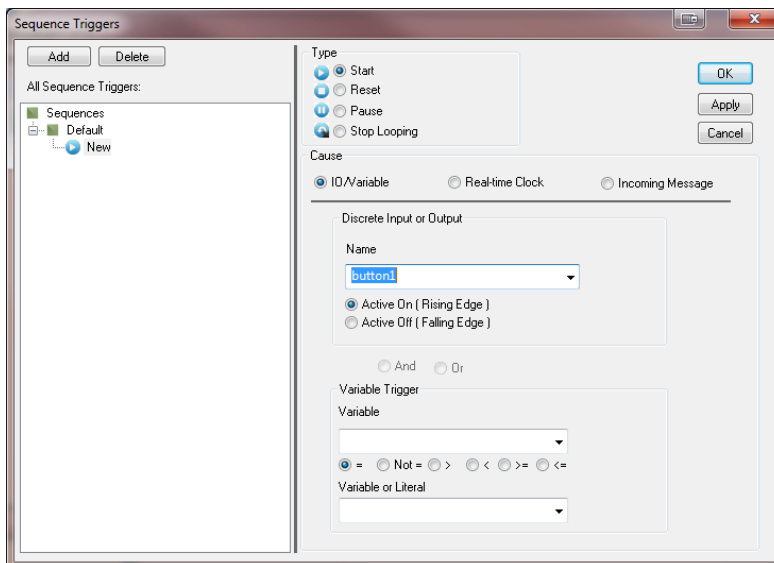 Sequence Triggers
Add Delete
All Sequence Triggers:
Sequences
Default
New
Type
Start
Reset
Pause
Stop Looping
OK
Apply
Cancel
Cause
IO/Variable Real-time Clock Incoming Message
Discrete Input or Output
Name
button1
Active On ( Rising Edge )
Active Off ( Falling Edge )
And Or
Variable Trigger
Variable
= Not = > < >= <=
Variable or Literal